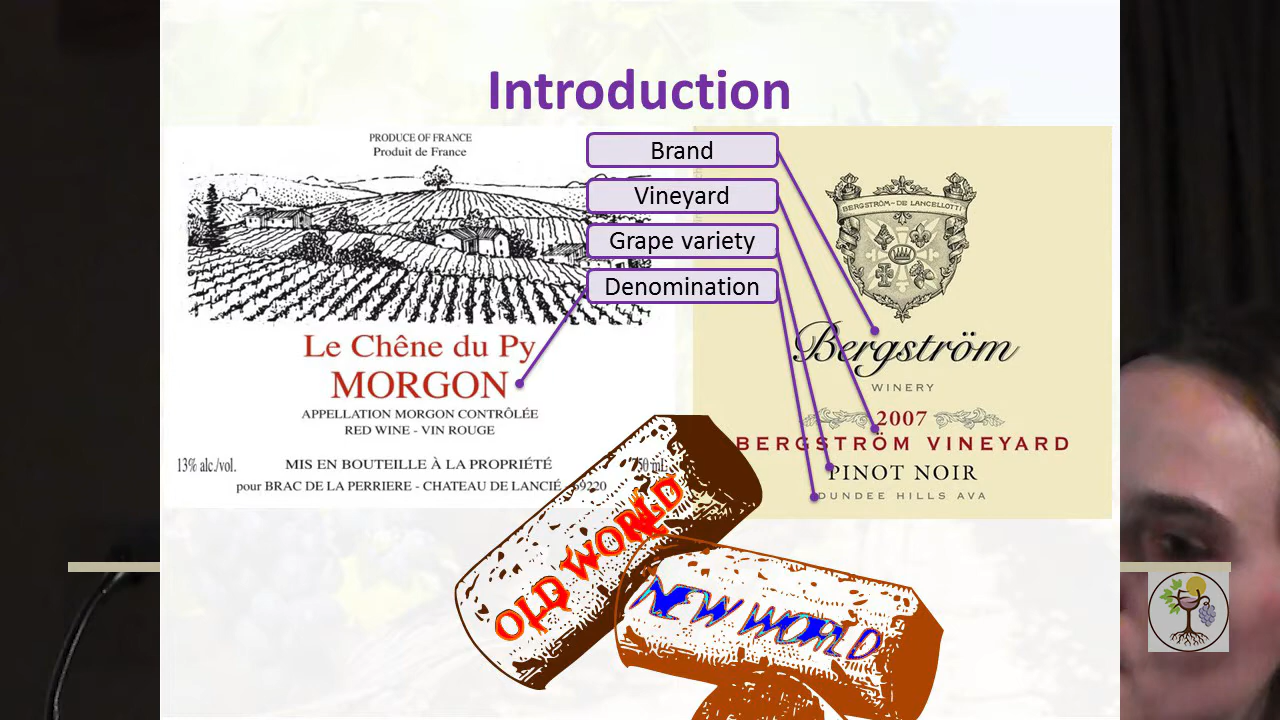 Introduction
PRODUCE OF FRANCE
Produit de France
Le Chêne du Py
MORGON
APPELLATION MORGON CONTRÔLÉE
RED WINE - VIN ROUGE
13% alc./vol.
MIS EN BOUTEILLE À LA PROPRIÉTÉ
750 mL
pour BRAC DE LA PERRIERE - CHATEAU DE LANCIÉ 69220
Brand
Vineyard
Grape variety
Denomination
BERGSTRÖM-DE LANCELLOTTI
Bergström
WINERY
2007
BERGSTRÖM VINEYARD
PINOT NOIR
DUNDEE HILLS AVA
OLD WORLD
NEW WORLD